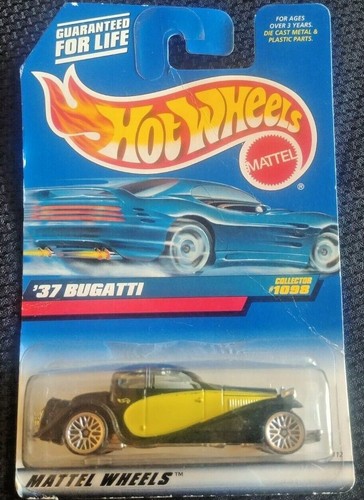 GUARANTEED
FOR LIFE
FOR AGES
OVER 3 YEARS.
DIE CAST METAL &
PLASTIC PARTS.
HOT WHEELS
MATTEL
®
'37 BUGATTI
COLLECTOR
#1098
MATTEL WHEELS™